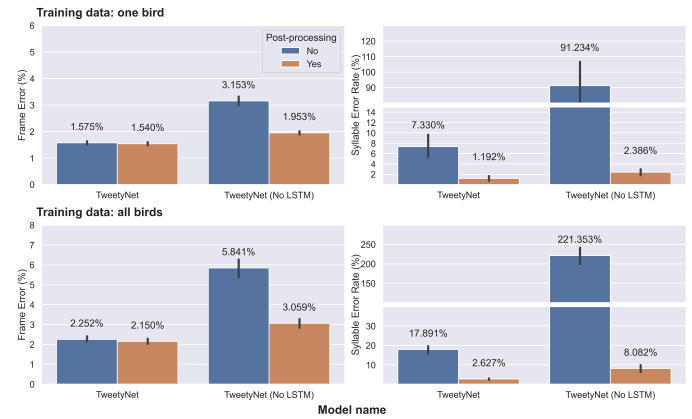 Training data: one bird
Frame Error (%)
6
5
4
3
2
1
0
Post-processing
No
Yes
1.575%
1.540%
3.153%
1.953%
TweetyNet
TweetyNet (No LSTM)
Syllable Error Rate (%)
120
110
100
90
14
12
10
8
6
4
2
7.330%
1.192%
91.234%
2.386%
TweetyNet
TweetyNet (No LSTM)
Training data: all birds
Frame Error (%)
8
7
6
5
4
3
2
1
0
2.252%
2.150%
5.841%
3.059%
TweetyNet
TweetyNet (No LSTM)
Syllable Error Rate (%)
250
200
150
30
20
10
17.891%
2.627%
221.353%
8.082%
TweetyNet
TweetyNet (No LSTM)
Model name